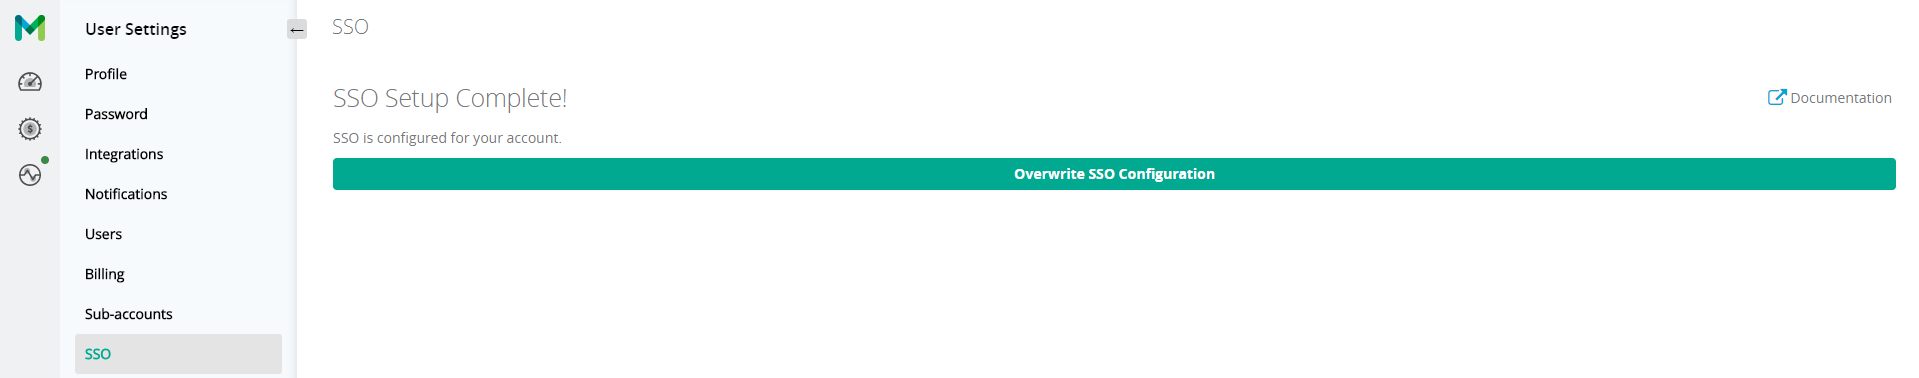 User Settings
←
SSO
Profile
Password
Integrations
Notifications
Users
Billing
Sub-accounts
SSO
SSO Setup Complete!
Documentation
SSO is configured for your account.
Overwrite SSO Configuration